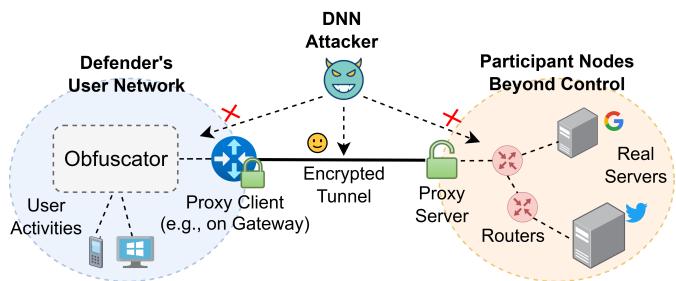 DNN
Attacker
Defender's
User Network
Participant Nodes
Beyond Control
Obfuscator
User
Activities
Proxy Client
(e.g., on Gateway)
Encrypted
Tunnel
Proxy
Server
Routers
Real
Servers